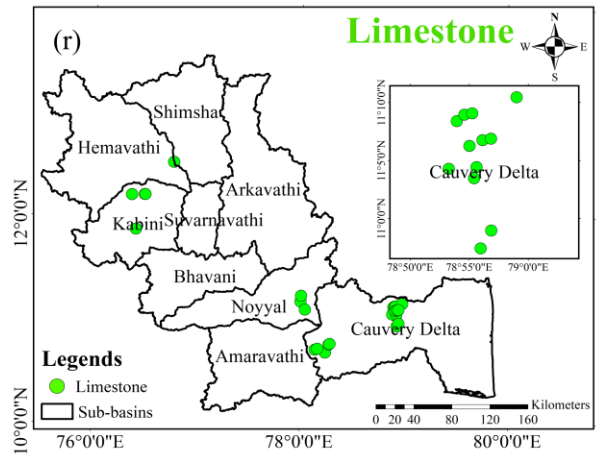 (r)
Limestone
N
W E
S
Shimsha
Hemavathi
Arkavathi
Kabini
Suvarnavathi
Bhavani
Noyyal
Cauvery Delta
Amaravathi
11°10'0"N
11°5'0"N
11°0'0"N
Cauvery Delta
78°50'0"E 78°55'0"E 79°0'0"E
12°0'0"N
10°0'0"N
Legends
Limestone
Sub-basins
Kilometers
0 20 40 80 120 160
76°0'0"E 78°0'0"E 80°0'0"E